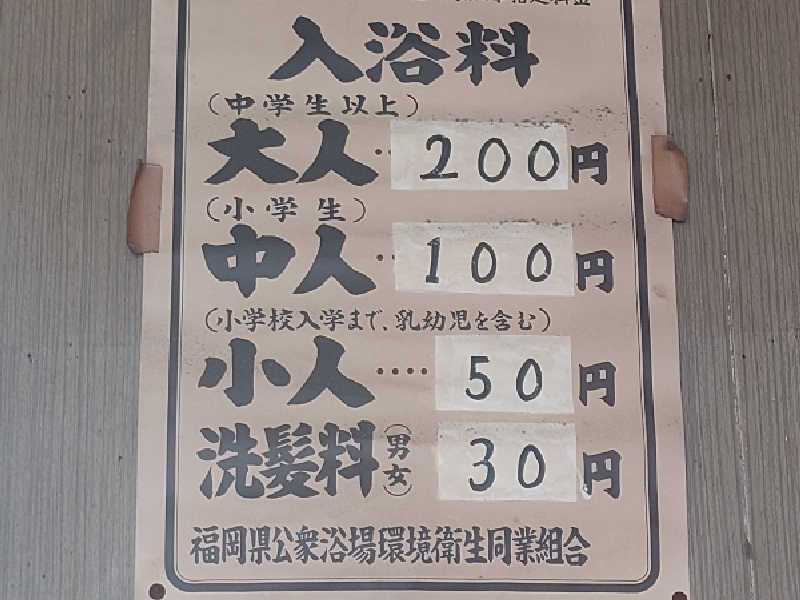 入浴料
(中学生以上)
大人‥200円
(小学生)
中人‥100円
(小学校入学まで、乳幼児を含む)
小人‥‥50円
洗髪料(男女)30円
福岡県公衆浴場環境衛生同業組合